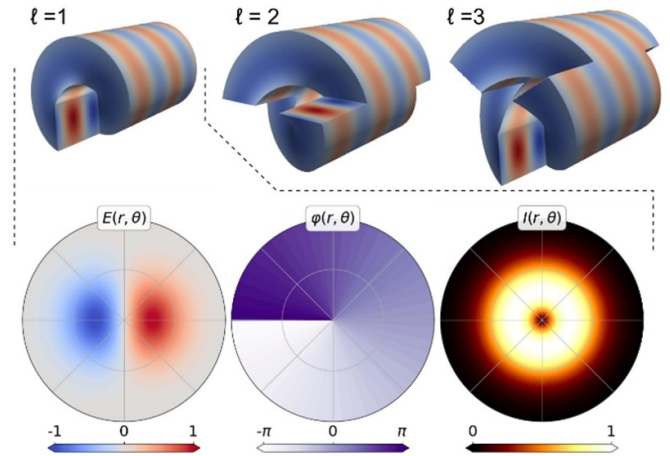 ℓ =1
ℓ = 2
ℓ =3
E(r, θ)
φ(r, θ)
I(r, θ)
-1 0 1
-π 0 π
0 1